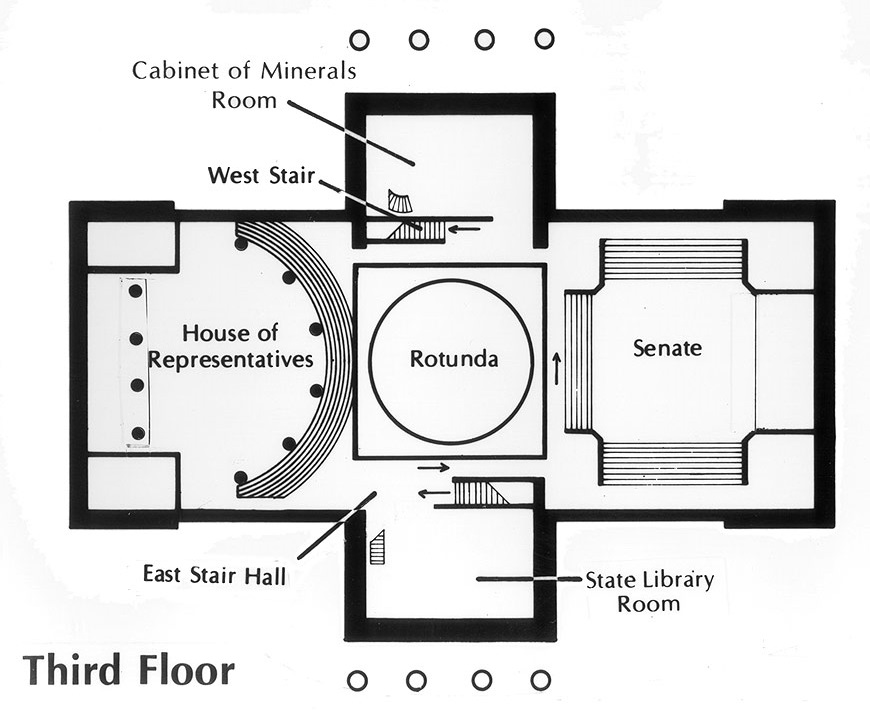 Cabinet of Minerals
Room
West Stair
House of
Representatives
Rotunda
Senate
East Stair Hall
State Library
Room
Third Floor